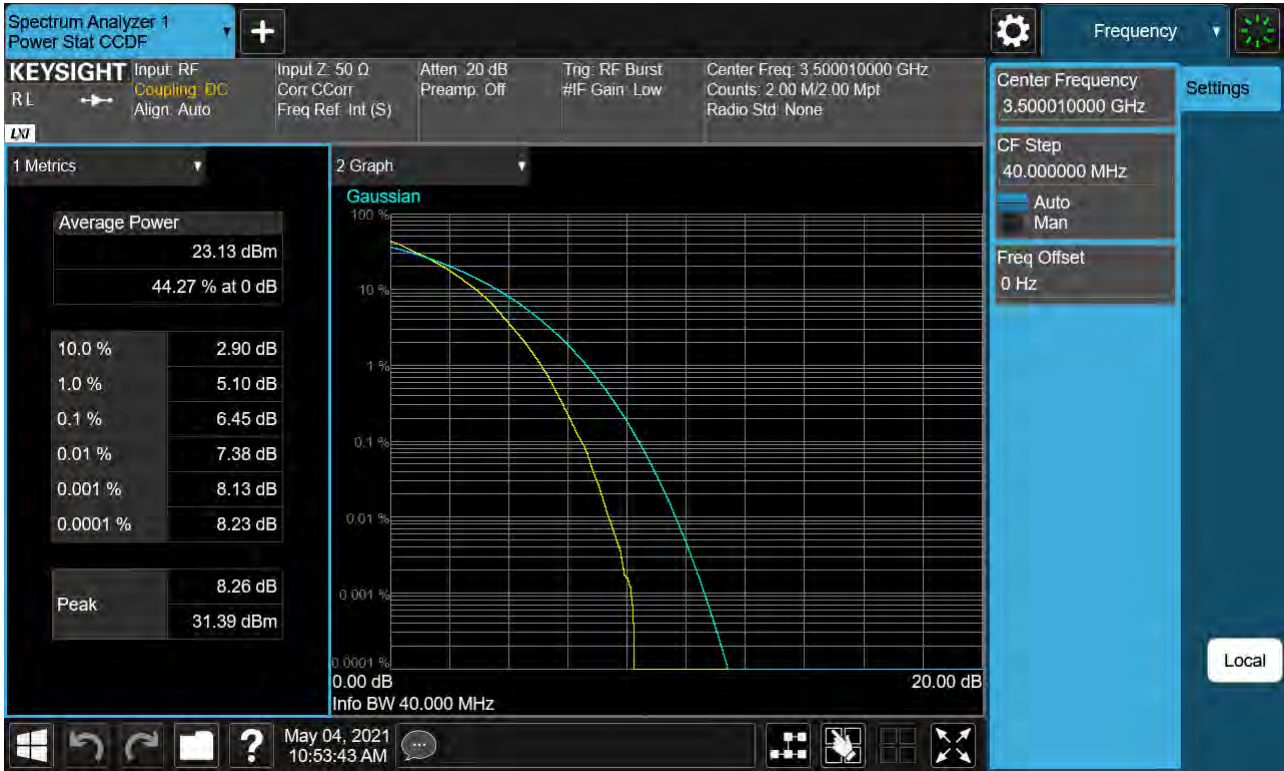 Spectrum Analyzer 1
Power Stat CCDF
Frequency
KEYSIGHT
R L
LXI
Input: RF
Coupling: DC
Align: Auto
Input Z: 50 Ω
Corr CCorr
Freq Ref: Int (S)
Atten: 20 dB
Preamp: Off
Trig: RF Burst
#IF Gain: Low
Center Freq: 3.500010000 GHz
Counts: 2.00 M/2.00 Mpt
Radio Std: None
Center Frequency
3.500010000 GHz
CF Step
40.000000 MHz
Auto
Man
Freq Offset
0 Hz
Settings
Local
1 Metrics
Average Power
23.13 dBm
44.27 % at 0 dB
10.0 % 2.90 dB
1.0 % 5.10 dB
0.1 % 6.45 dB
0.01 % 7.38 dB
0.001 % 8.13 dB
0.0001 % 8.23 dB
Peak
8.26 dB
31.39 dBm
2 Graph
Gaussian
100 %
10 %
1 %
0.1 %
0.01 %
0.001 %
0.0001 %
0.00 dB
20.00 dB
Info BW 40.000 MHz
?
May 04, 2021
10:53:43 AM